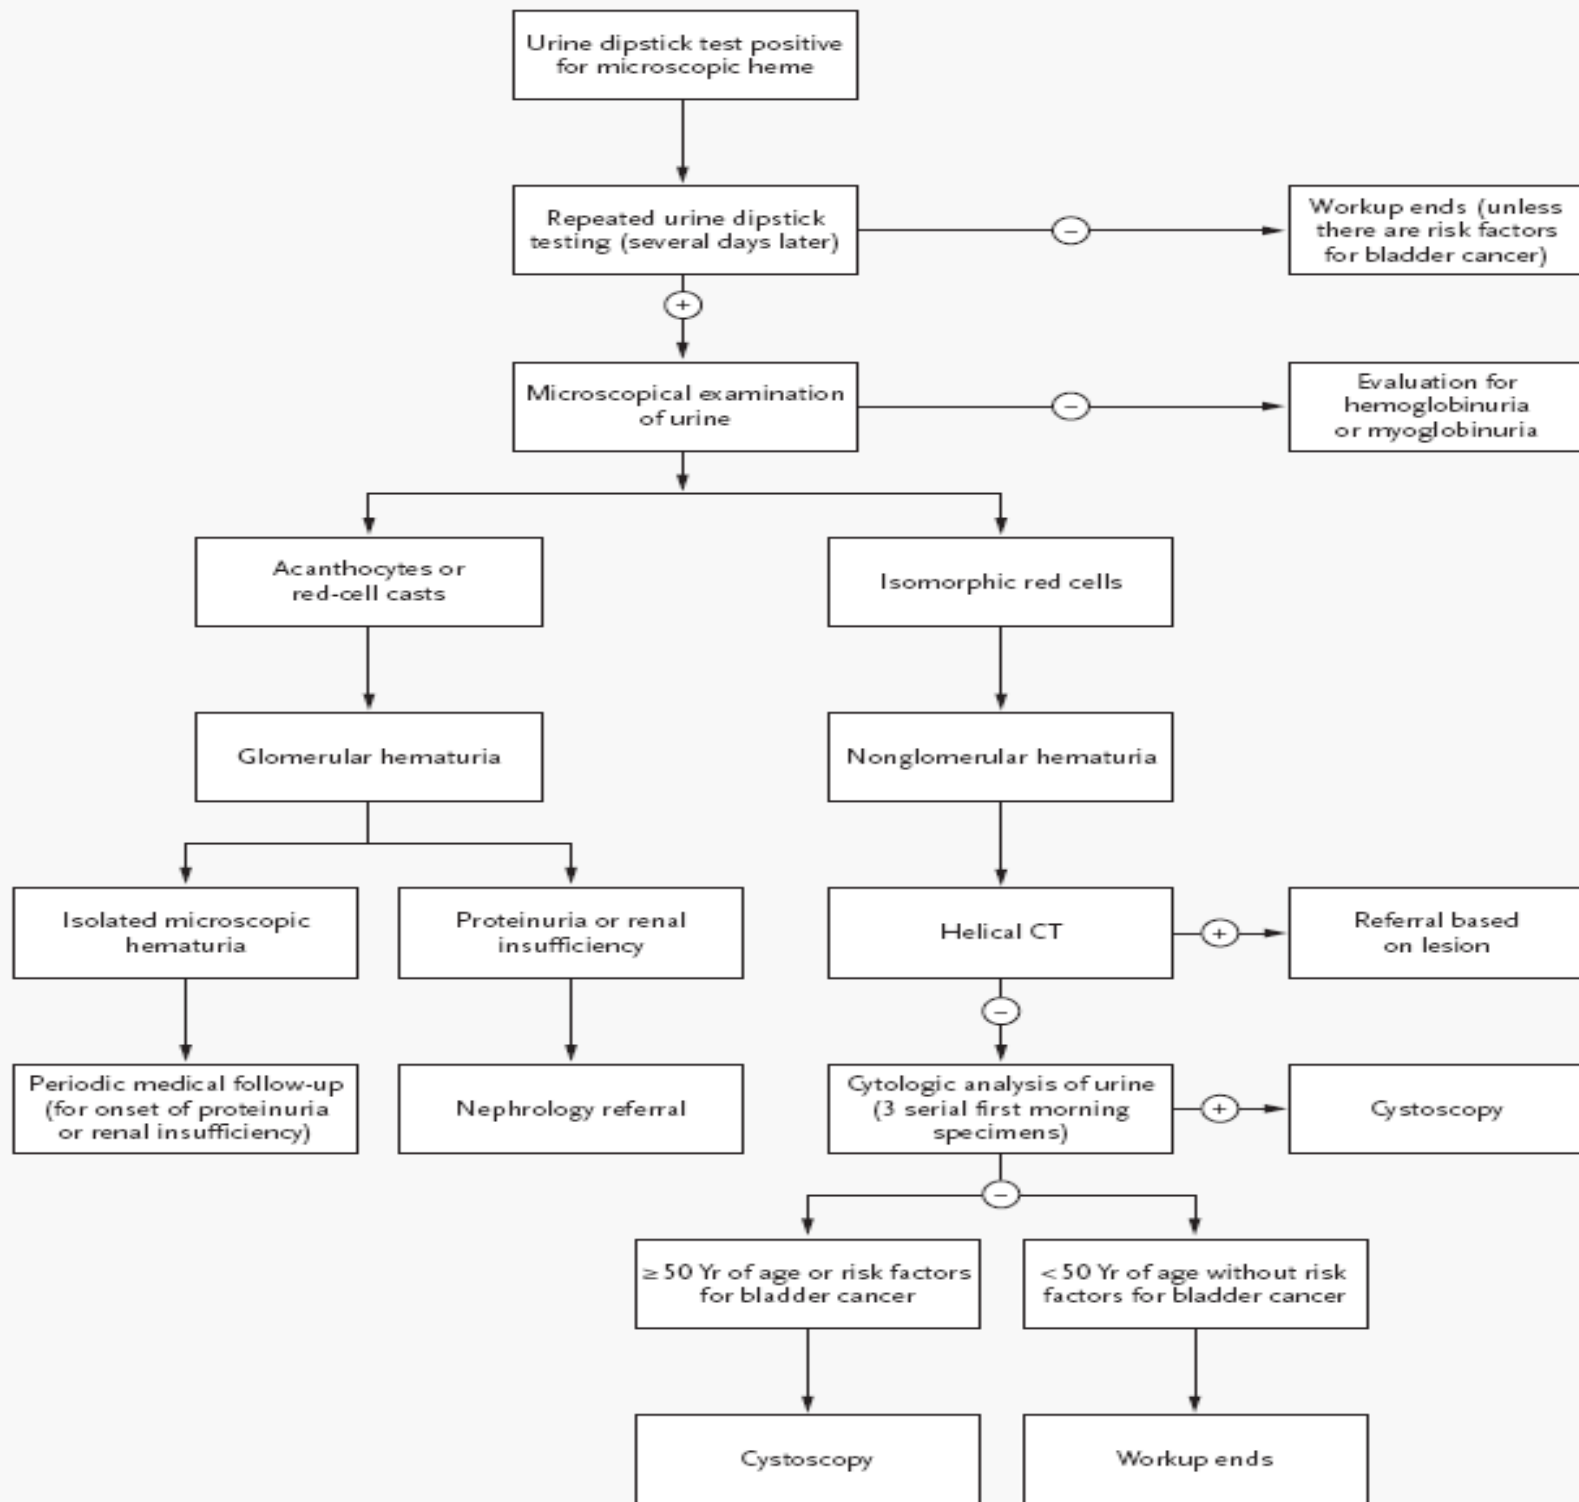 Urine dipstick test positive
for microscopic heme
Repeated urine dipstick
testing (several days later)
−
Workup ends (unless
there are risk factors
for bladder cancer)
+
Microscopical examination
of urine
−
Evaluation for
hemoglobinuria
or myoglobinuria
Acanthocytes or
red-cell casts
Isomorphic red cells
Glomerular hematuria
Nonglomerular hematuria
Isolated microscopic
hematuria
Proteinuria or renal
insufficiency
Helical CT
+
Referral based
on lesion
−
Periodic medical follow-up
(for onset of proteinuria
or renal insufficiency)
Nephrology referral
Cytologic analysis of urine
(3 serial first morning
specimens)
+
Cystoscopy
−
≥50 Yr of age or risk factors
for bladder cancer
<50 Yr of age without risk
factors for bladder cancer
Cystoscopy
Workup ends